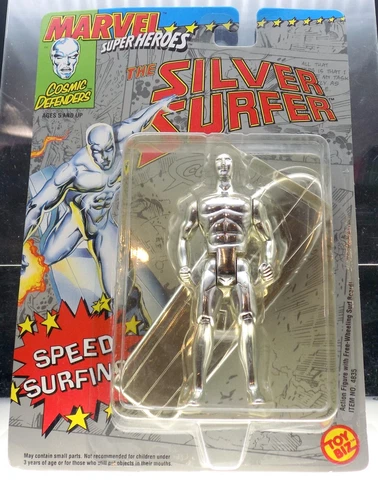 MARVEL
SUPER HEROES
COSMIC
DEFENDERS
AGES 5 AND UP
THE
SILVER
SURFER
ALL THAT
SPEED
SURFIN
Action Figure with Free-Wheeling Surf
ITEM NO. 4835
TOY
BIZ
May contain small parts. Not recommended for children under
3 years of age or for those who still put objects in their mouths.